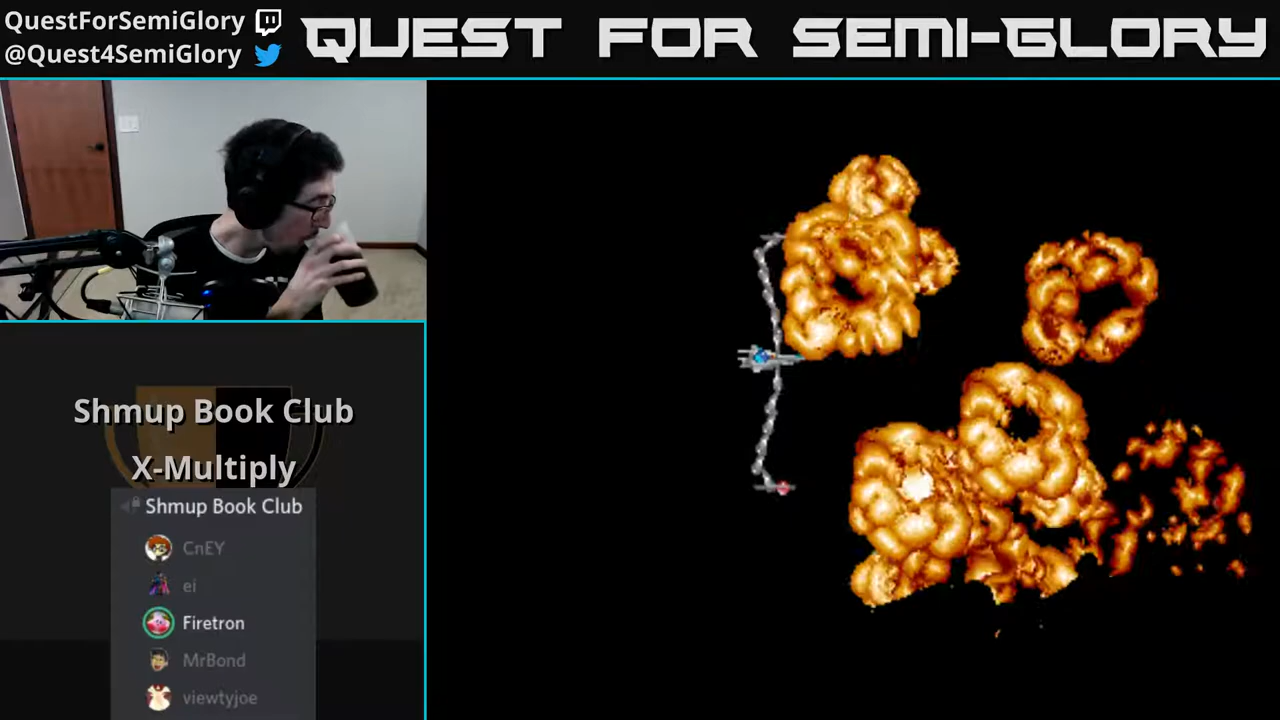 QuestForSemiGlory
@Quest4SemiGlory
QUEST FOR SEMI-GLORY
Shmup Book Club
X-Multiply
Shmup Book Club
CnEY
ei
Firetron
MrBond
viewtyjoe